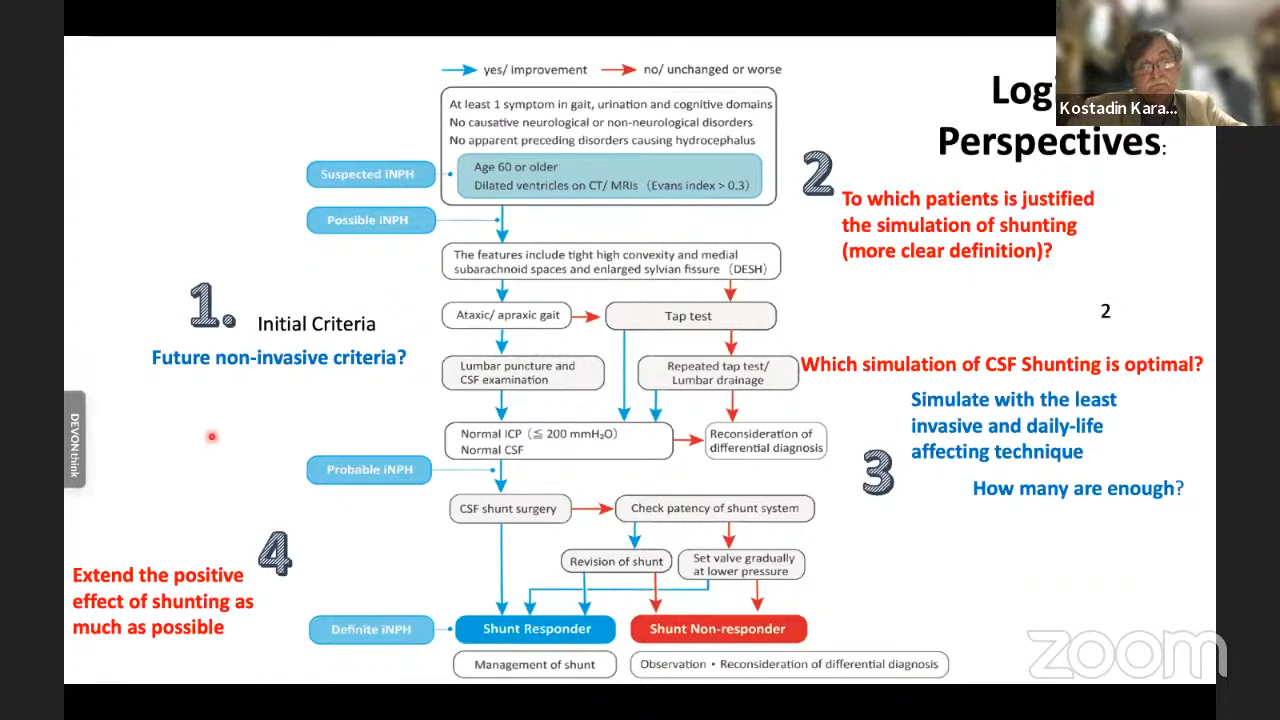 yes/ improvement
no/ unchanged or worse
At least 1 symptom in gait, urination and cognitive domains
No causative neurological or non-neurological disorders
No apparent preceding disorders causing hydrocephalus
Age 60 or older
Dilated ventricles on CT/ MRIs （Evans index > 0.3）
Suspected iNPH
Possible iNPH
The features include tight high convexity and medial
subarachnoid spaces and enlarged sylvian fissure （DESH）
Ataxic/ apraxic gait
Tap test
Lumbar puncture and
CSF examination
Repeated tap test/
Lumbar drainage
Normal ICP （≦ 200 mmH₂O）
Normal CSF
Reconsideration of
differential diagnosis
Probable iNPH
CSF shunt surgery
Check patency of shunt system
Revision of shunt
Set valve gradually
at lower pressure
Definite iNPH
Shunt Responder
Shunt Non-responder
Management of shunt
Observation・Reconsideration of differential diagnosis
1.
Initial Criteria
Future non-invasive criteria?
Perspectives:
2
To which patients is justified
the simulation of shunting
(more clear definition)?
2
Which simulation of CSF Shunting is optimal?
Simulate with the least
invasive and daily-life
affecting technique
3
How many are enough?
4
Extend the positive
effect of shunting as
much as possible
Kostadin Kara...
DEVONthink
zoom